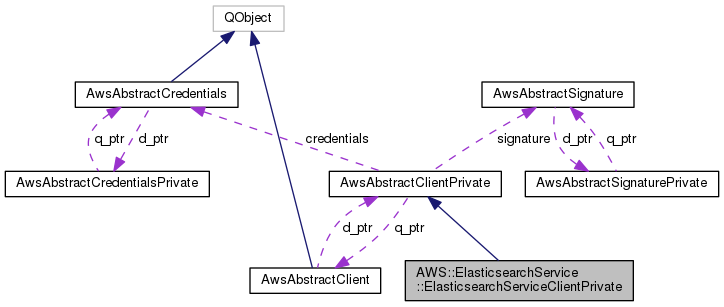 QObject
AwsAbstractCredentials
AwsAbstractSignature
q_ptr
d_ptr
credentials
signature
d_ptr
q_ptr
AwsAbstractCredentialsPrivate
AwsAbstractClientPrivate
AwsAbstractSignaturePrivate
d_ptr
q_ptr
AwsAbstractClient
AWS::ElasticsearchService
::ElasticsearchServiceClientPrivate